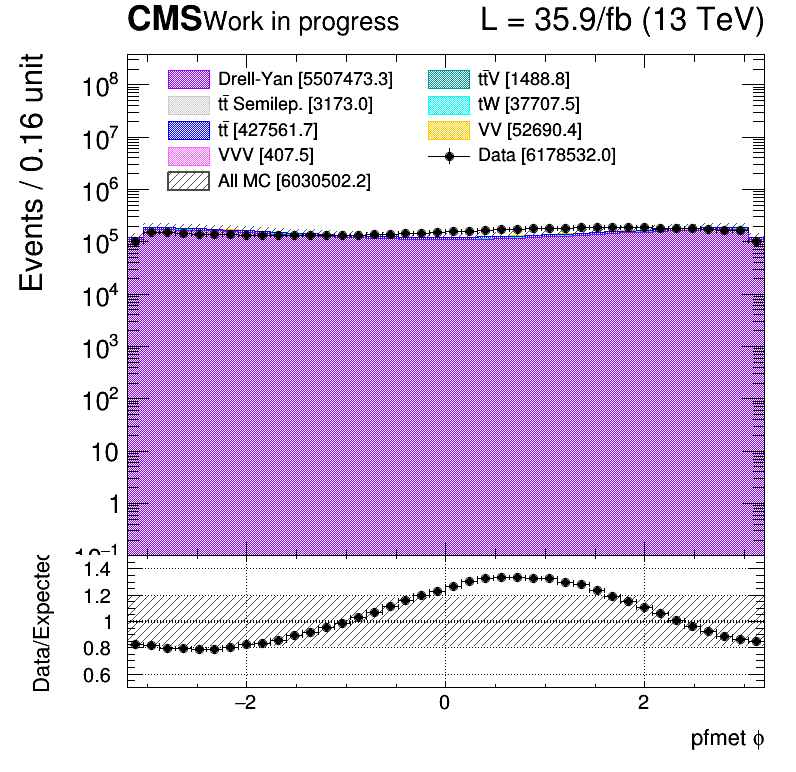 CMS Work in progress L = 35.9/fb (13 TeV)
Events / 0.16 unit
Drell-Yan [5507473.3]
tt̄ Semilep. [3173.0]
tt̄ [427561.7]
VVV [407.5]
All MC [6030502.2]
tt̄V [1488.8]
tW [37707.5]
VV [52690.4]
Data [6178532.0]
10⁸
10⁷
10⁶
10⁵
10⁴
10³
10²
10
1
10⁻¹
Data/Expected
1.4
1.2
1
0.8
0.6
−2 0 2
pfmet ϕ